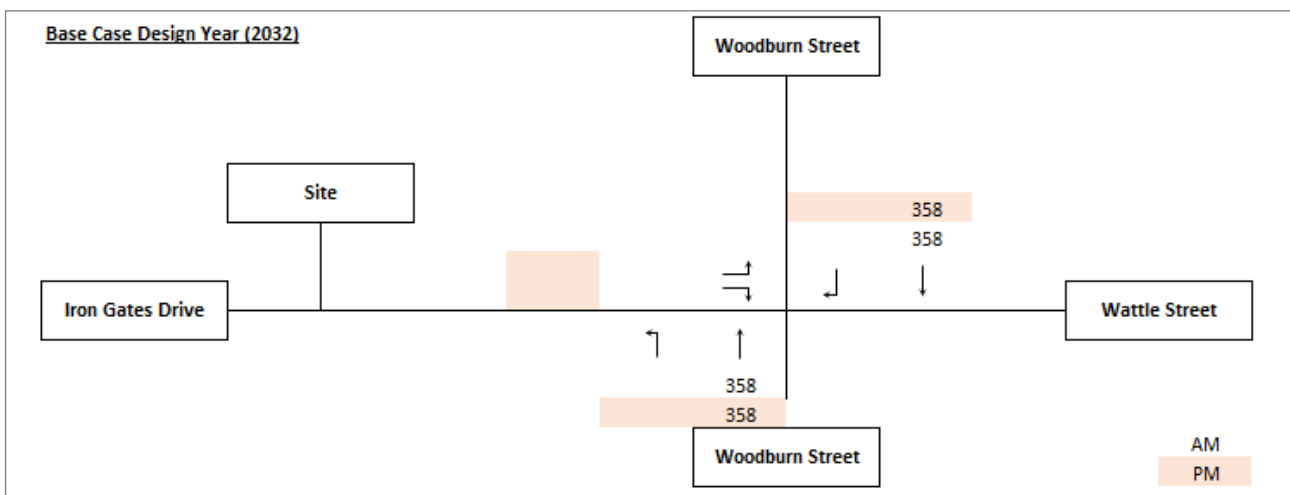 Base Case Design Year (2032)
Woodburn Street
Site
358
358
Iron Gates Drive
Wattle Street
358
358
Woodburn Street
AM
PM